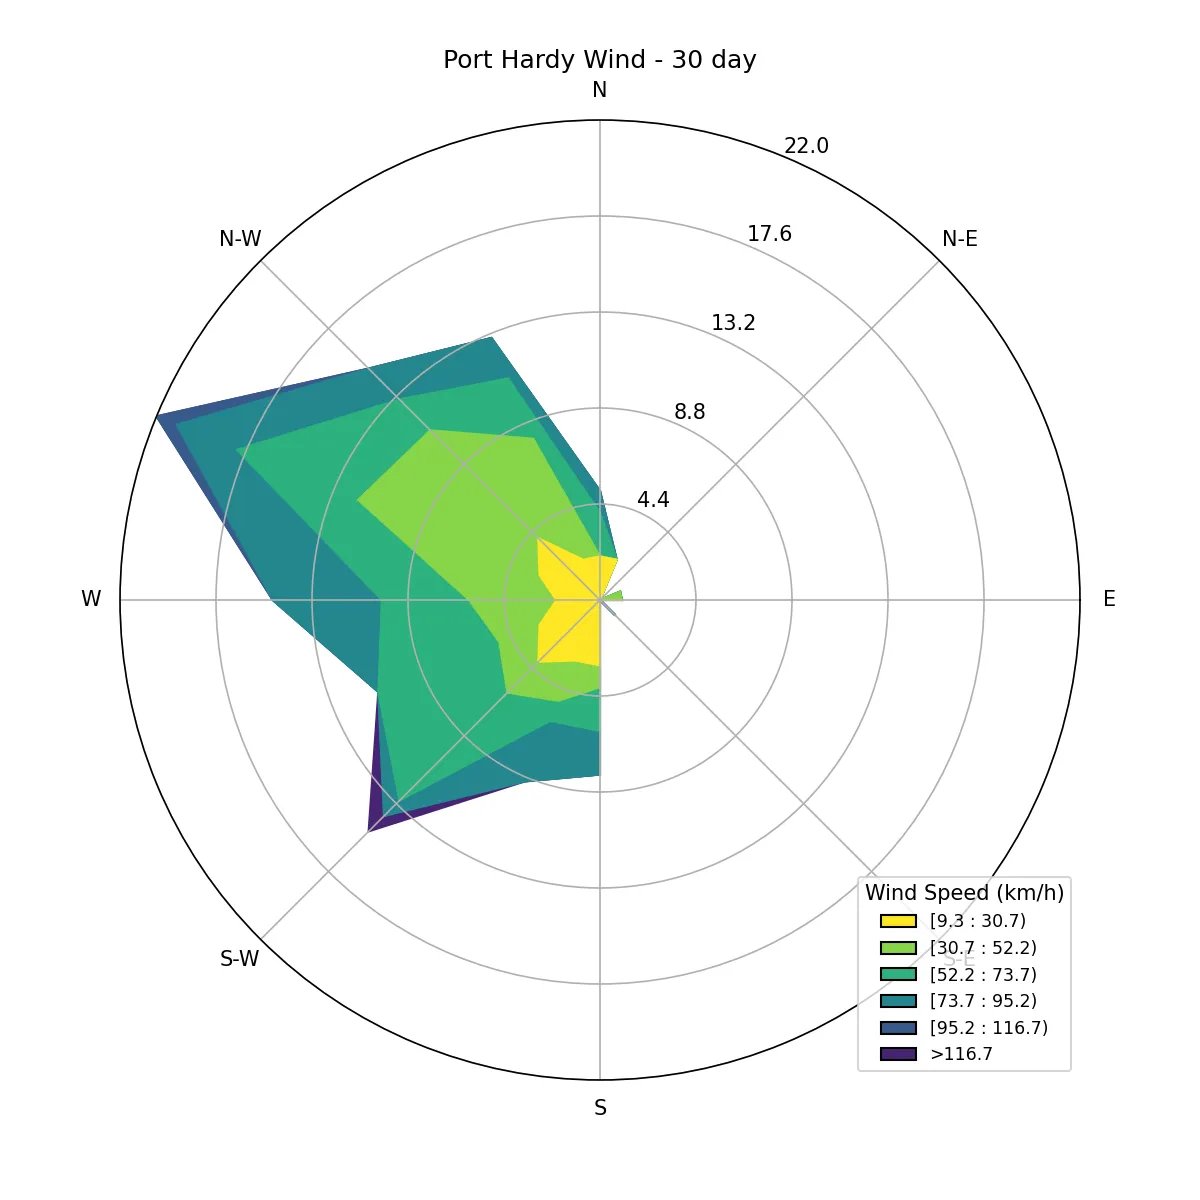 Port Hardy Wind - 30 day
N
22.0
N-W
17.6
N-E
13.2
8.8
4.4
W
E
S-W
S-E
S
Wind Speed (km/h)
[9.3 : 30.7)
[30.7 : 52.2)
[52.2 : 73.7)
[73.7 : 95.2)
[95.2 : 116.7)
>116.7